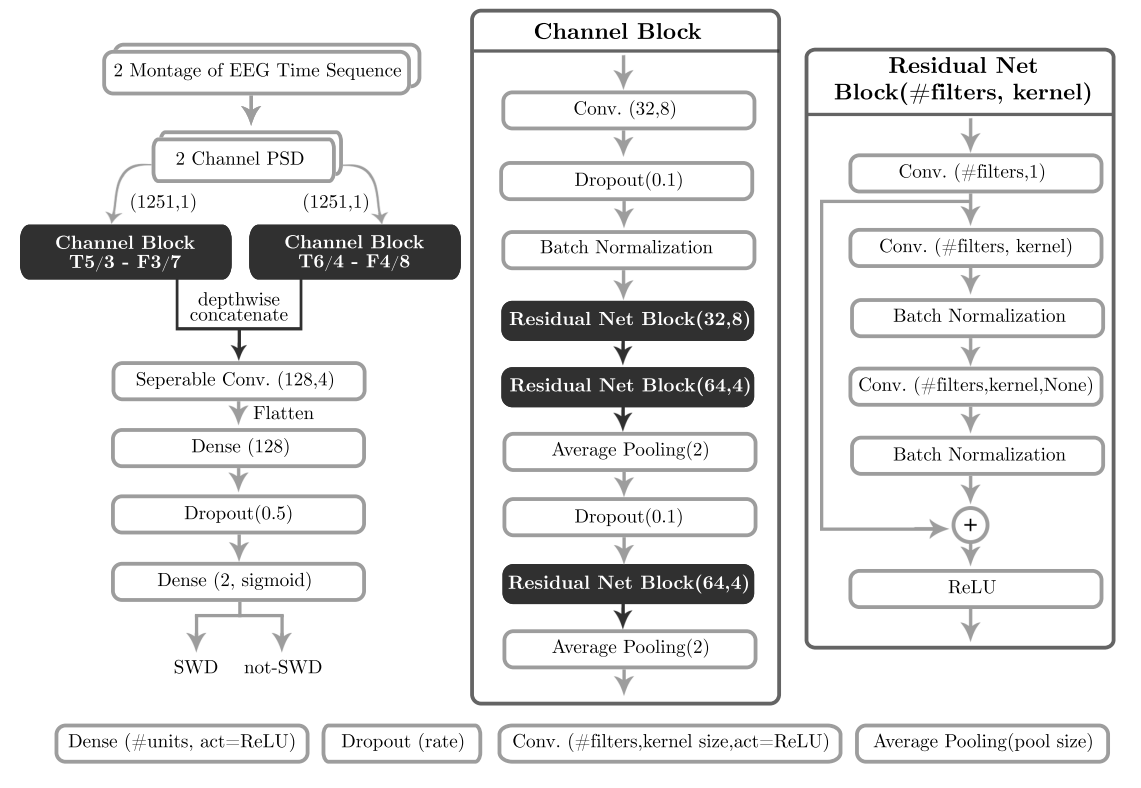 2 Montage of EEG Time Sequence
2 Channel PSD
(1251,1)
(1251,1)
Channel Block
T5/3 - F3/7
Channel Block
T6/4 - F4/8
depthwise
concatenate
Seperable Conv. (128,4)
Flatten
Dense (128)
Dropout(0.5)
Dense (2, sigmoid)
SWD
not-SWD
Channel Block
Conv. (32,8)
Dropout(0.1)
Batch Normalization
Residual Net Block(32,8)
Residual Net Block(64,4)
Average Pooling(2)
Dropout(0.1)
Residual Net Block(64,4)
Average Pooling(2)
Residual Net
Block(#filters, kernel)
Conv. (#filters,1)
Conv. (#filters, kernel)
Batch Normalization
Conv. (#filters,kernel,None)
Batch Normalization
+
ReLU
Dense (#units, act=ReLU)
Dropout (rate)
Conv. (#filters,kernel size,act=ReLU)
Average Pooling(pool size)